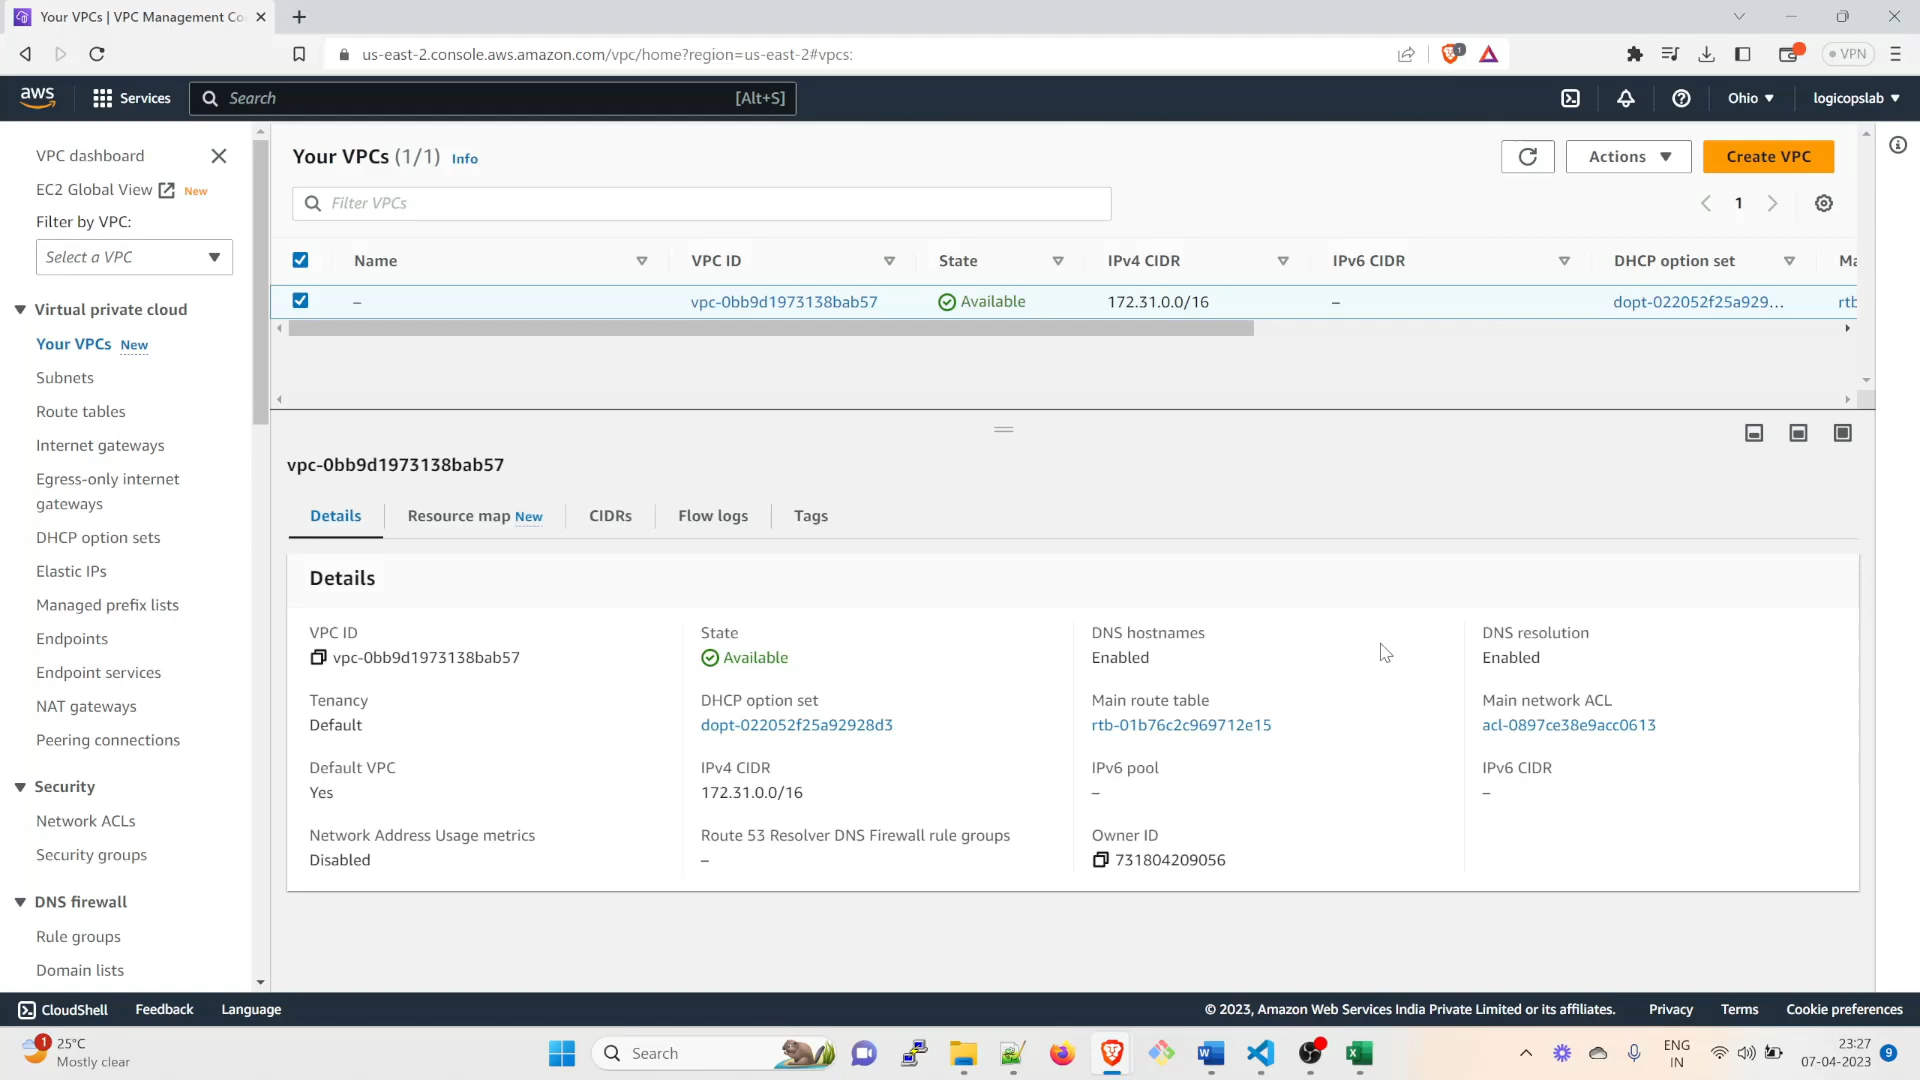 Your VPCs | VPC Management Co
us-east-2.console.aws.amazon.com/vpc/home?region=us-east-2#vpcs:
1
VPN
aws
Services
Search
[Alt+S]
Ohio
logicopslab
VPC dashboard
EC2 Global View New
Filter by VPC:
Select a VPC
Virtual private cloud
Your VPCs New
Subnets
Route tables
Internet gateways
Egress-only internet
gateways
DHCP option sets
Elastic IPs
Managed prefix lists
Endpoints
Endpoint services
NAT gateways
Peering connections
Security
Network ACLs
Security groups
DNS firewall
Rule groups
Domain lists
Your VPCs (1/1) Info
Actions
Create VPC
Filter VPCs
1
Name VPC ID State IPv4 CIDR IPv6 CIDR DHCP option set Ma
– vpc-0bb9d1973138bab57 Available 172.31.0.0/16 – dopt-022052f25a929... rtb
vpc-0bb9d1973138bab57
Details Resource map New CIDRs Flow logs Tags
Details
VPC ID State DNS hostnames DNS resolution
vpc-0bb9d1973138bab57 Available Enabled Enabled
Tenancy DHCP option set Main route table Main network ACL
Default dopt-022052f25a92928d3 rtb-01b76c2c969712e15 acl-0897ce38e9acc0613
Default VPC IPv4 CIDR IPv6 pool IPv6 CIDR
Yes 172.31.0.0/16 – –
Network Address Usage metrics Route 53 Resolver DNS Firewall rule groups Owner ID
Disabled – 731804209056
CloudShell Feedback Language © 2023, Amazon Web Services India Private Limited or its affiliates. Privacy Terms Cookie preferences
1
25°C
Mostly clear
Search
ENG
IN
23:27
07-04-2023
9